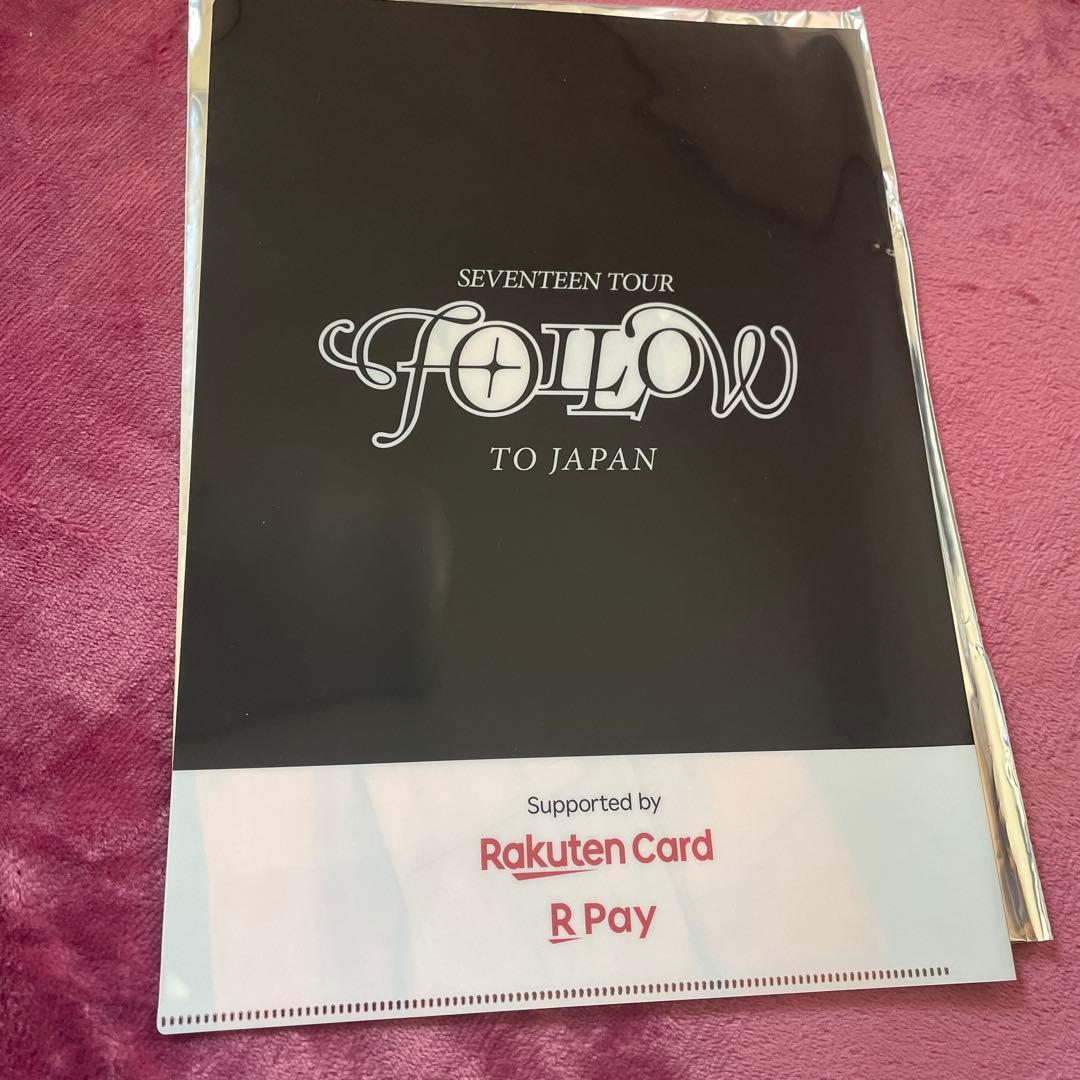 SEVENTEEN TOUR
FOLLOW
TO JAPAN
Supported by
Rakuten Card
R Pay